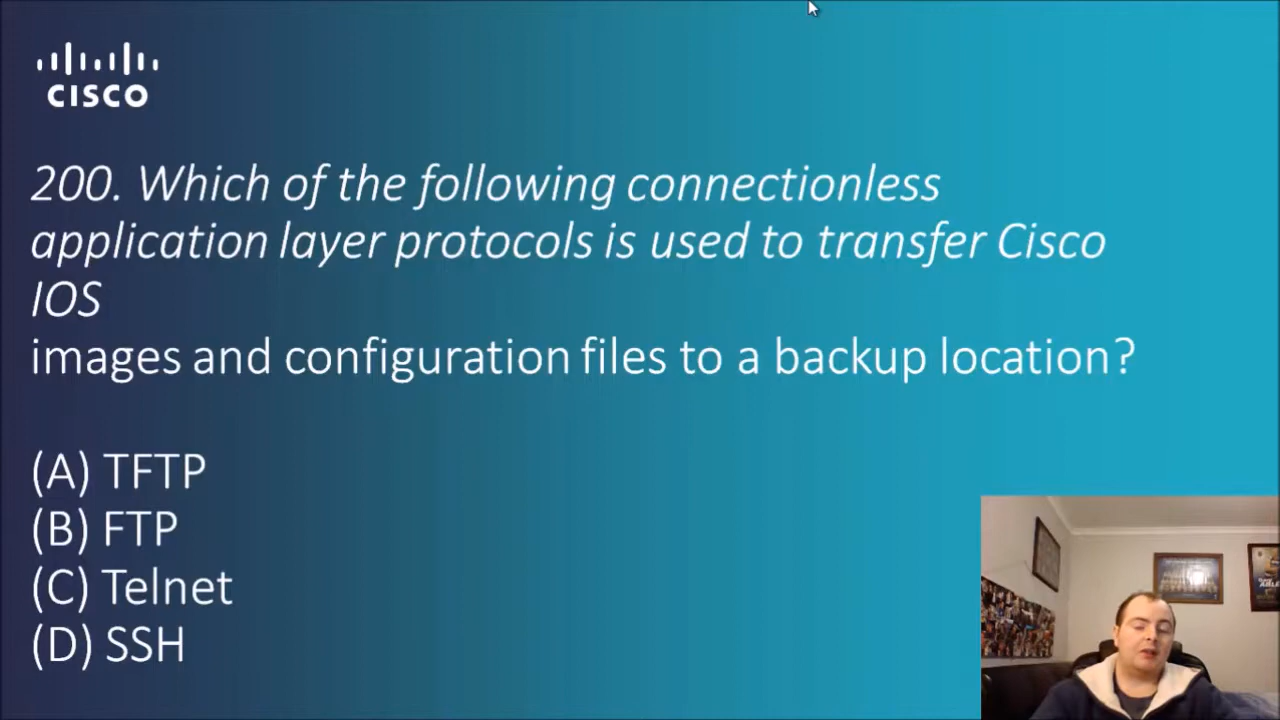 CISCO
200. Which of the following connectionless
application layer protocols is used to transfer Cisco
IOS
images and configuration files to a backup location?
(A) TFTP
(B) FTP
(C) Telnet
(D) SSH